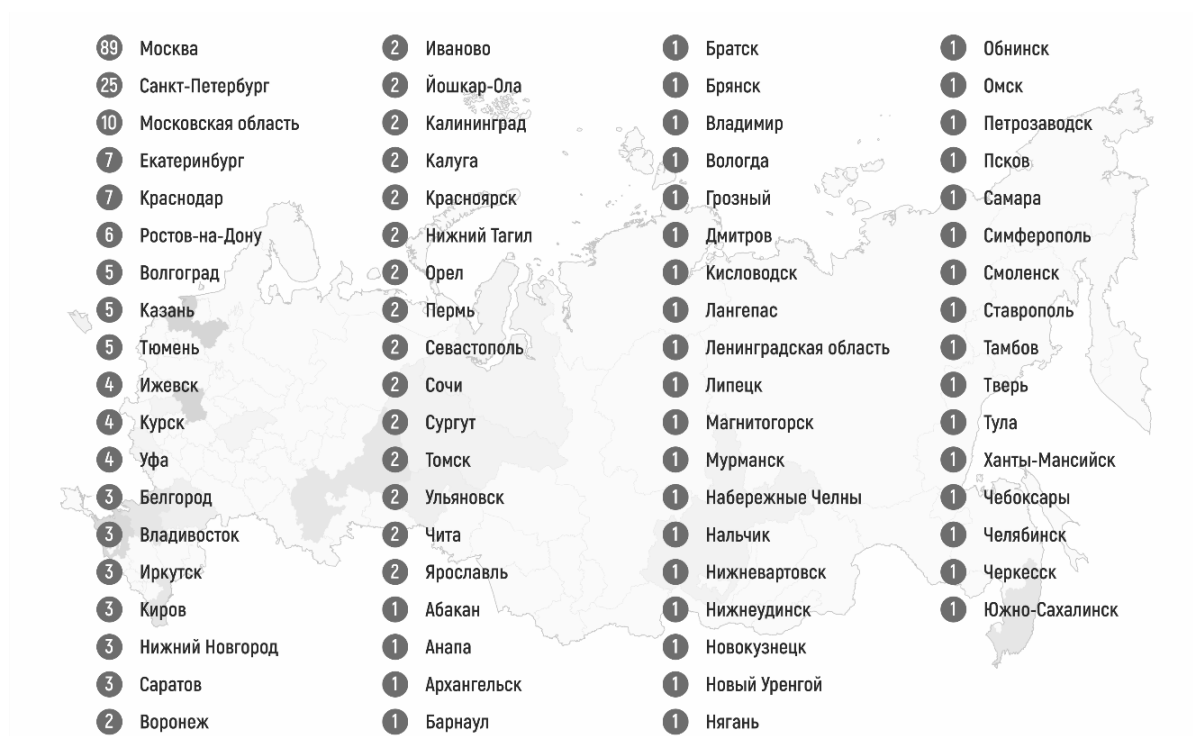 89 Москва
25 Санкт-Петербург
10 Московская область
7 Екатеринбург
7 Краснодар
6 Ростов-на-Дону
5 Волгоград
5 Казань
5 Тюмень
4 Ижевск
4 Курск
4 Уфа
3 Белгород
3 Владивосток
3 Иркутск
3 Киров
3 Нижний Новгород
3 Саратов
2 Воронеж
2 Иваново
2 Йошкар-Ола
2 Калининград
2 Калуга
2 Красноярск
2 Нижний Тагил
2 Орел
2 Пермь
2 Севастополь
2 Сочи
2 Сургут
2 Томск
2 Ульяновск
2 Чита
2 Ярославль
1 Абакан
1 Анапа
1 Архангельск
1 Барнаул
1 Братск
1 Брянск
1 Владимир
1 Вологда
1 Грозный
1 Дмитров
1 Кисловодск
1 Лангепас
1 Ленинградская область
1 Липецк
1 Магнитогорск
1 Мурманск
1 Набережные Челны
1 Нальчик
1 Нижневартовск
1 Нижнеудинск
1 Новокузнецк
1 Новый Уренгой
1 Нягань
1 Обнинск
1 Омск
1 Петрозаводск
1 Псков
1 Самара
1 Симферополь
1 Смоленск
1 Ставрополь
1 Тамбов
1 Тверь
1 Тула
1 Ханты-Мансийск
1 Чебоксары
1 Челябинск
1 Черкесск
1 Южно-Сахалинск